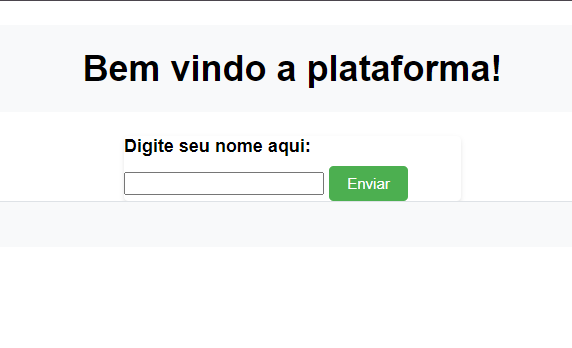 Bem vindo a plataforma!
Digite seu nome aqui:
Enviar